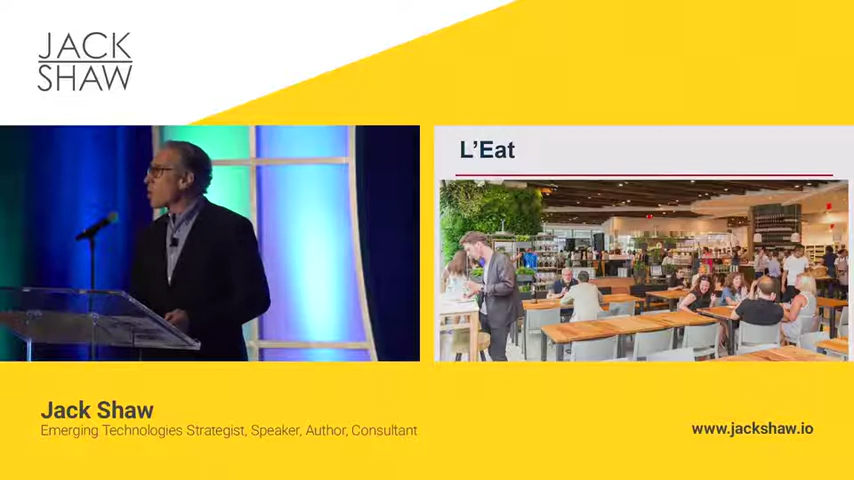 JACK
SHAW
L'Eat
Jack Shaw
Emerging Technologies Strategist, Speaker, Author, Consultant
www.jackshaw.io